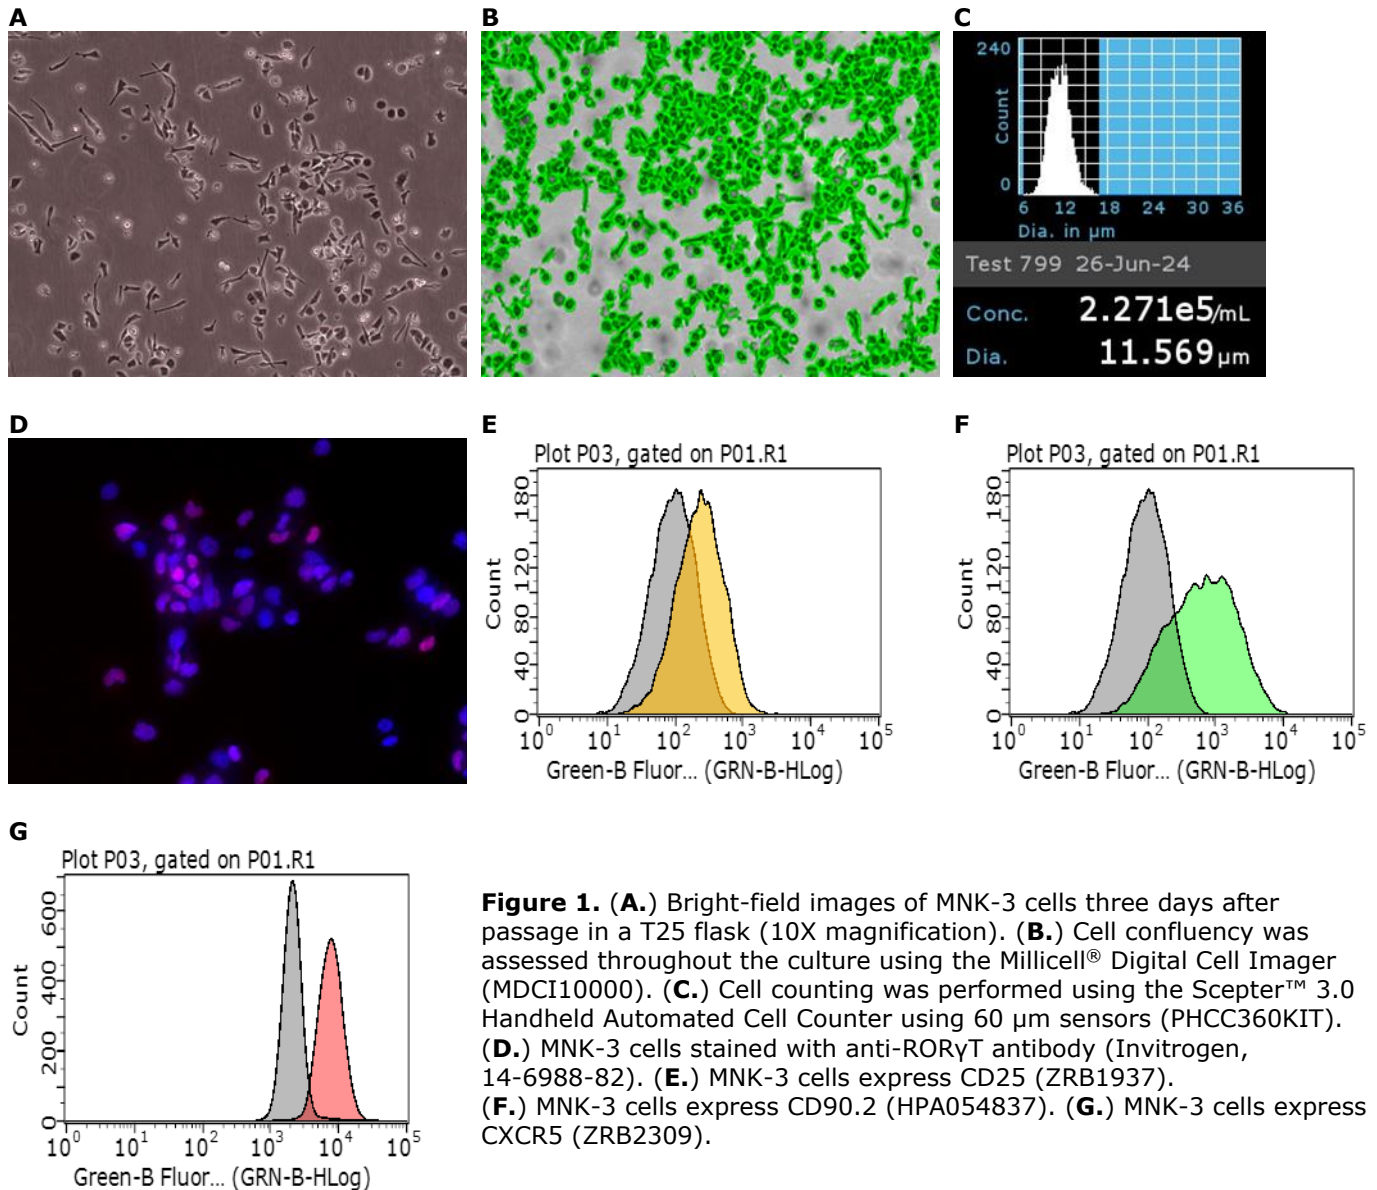 A
B
C
240
Count
0
6 12 18 24 30 36
Dia. in µm
Test 799 26-Jun-24
Conc. 2.271e5/mL
Dia. 11.569 µm
D
E
Plot P03, gated on P01.R1
Count
0 40 80 120 180
10^0 10^1 10^2 10^3 10^4 10^5
Green-B Fluor... (GRN-B-HLog)
F
Plot P03, gated on P01.R1
Count
0 40 80 120 180
10^0 10^1 10^2 10^3 10^4 10^5
Green-B Fluor... (GRN-B-HLog)
G
Plot P03, gated on P01.R1
Count
0 200 400 600
10^0 10^1 10^2 10^3 10^4 10^5
Green-B Fluor... (GRN-B-HLog)
Figure 1. (A.) Bright-field images of MNK-3 cells three days after
passage in a T25 flask (10X magnification). (B.) Cell confluency was
assessed throughout the culture using the Millicell® Digital Cell Imager
(MDCI10000). (C.) Cell counting was performed using the Scepter™ 3.0
Handheld Automated Cell Counter using 60 µm sensors (PHCC360KIT).
(D.) MNK-3 cells stained with anti-RORγT antibody (Invitrogen,
14-6988-82). (E.) MNK-3 cells express CD25 (ZRB1937).
(F.) MNK-3 cells express CD90.2 (HPA054837). (G.) MNK-3 cells express
CXCR5 (ZRB2309).